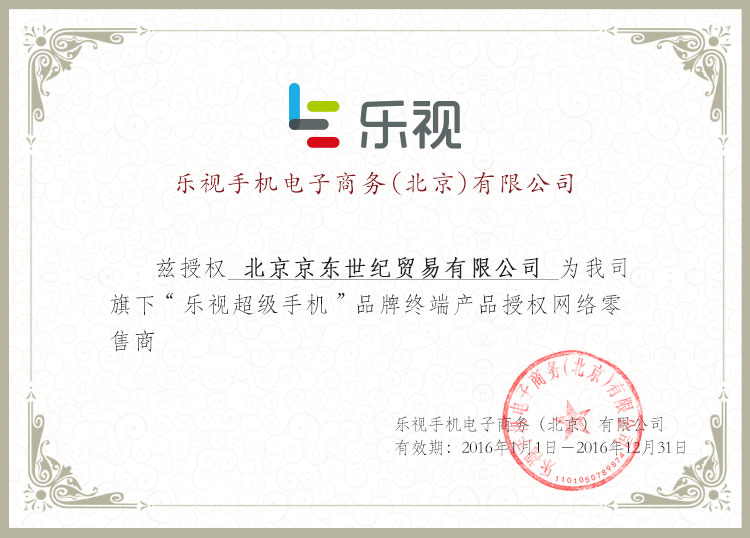 乐视
乐视手机电子商务(北京)有限公司
兹授权 北京京东世纪贸易有限公司 为我司
旗下“乐视超级手机”品牌终端产品授权网络零
售商
乐视手机电子商务（北京）有限公司
有效期：2016年1月1日－2016年12月31日
乐视手机电子商务(北京)有限公司
1101050789874